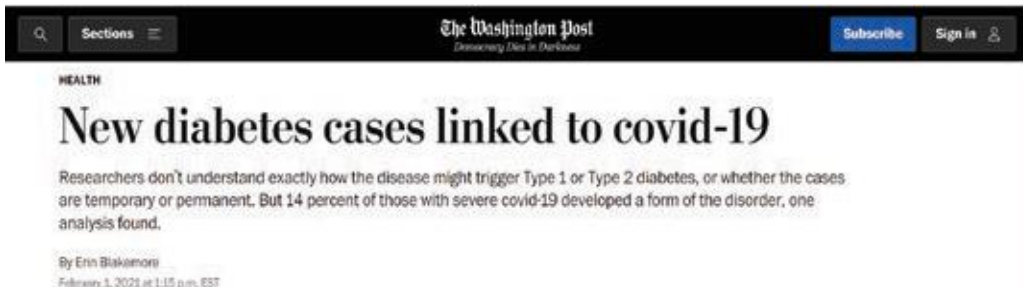 Sections
The Washington Post
Democracy Dies in Darkness
Subscribe
Sign in
HEALTH
New diabetes cases linked to covid-19
Researchers don't understand exactly how the disease might trigger Type 1 or Type 2 diabetes, or whether the cases
are temporary or permanent. But 14 percent of those with severe covid-19 developed a form of the disorder, one
analysis found.
By Erin Blakemore
February 1, 2021 at 1:15 p.m. EST